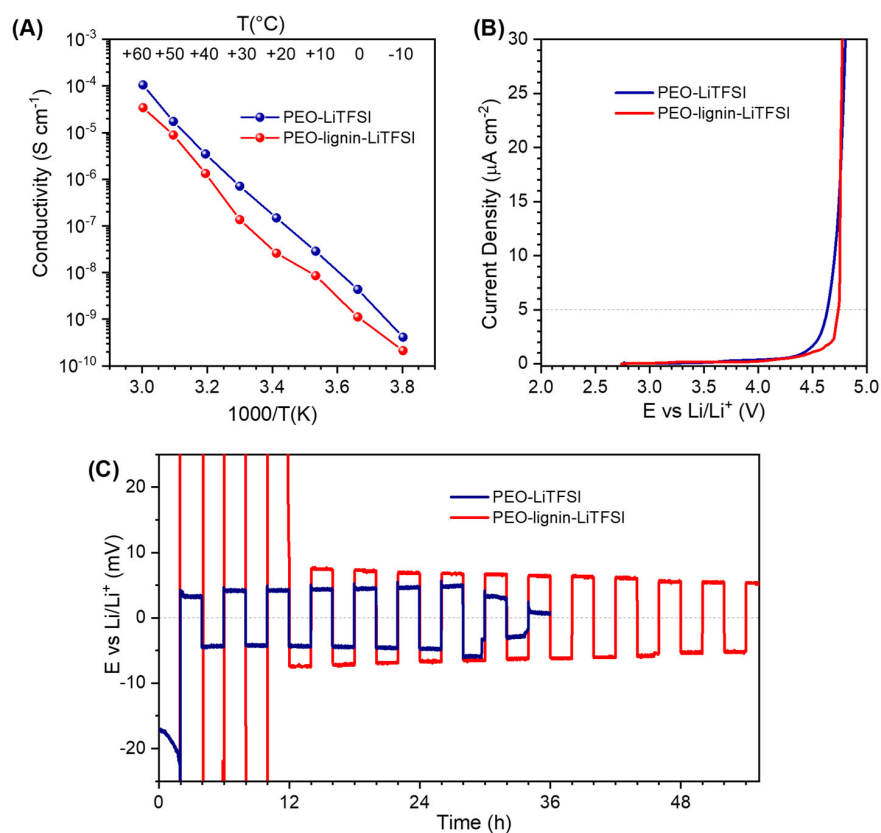 (A)
T(°C)
+60 +50 +40 +30 +20 +10 0 -10
10⁻³
10⁻⁴
10⁻⁵
10⁻⁶
10⁻⁷
10⁻⁸
10⁻⁹
10⁻¹⁰
Conductivity (S cm⁻¹)
PEO-LiTFSI
PEO-lignin-LiTFSI
3.0 3.2 3.4 3.6 3.8
1000/T(K)
(B)
30
25
20
15
10
5
0
Current Density (µA cm⁻²)
PEO-LiTFSI
PEO-lignin-LiTFSI
2.0 2.5 3.0 3.5 4.0 4.5 5.0
E vs Li/Li⁺ (V)
(C)
20
10
0
-10
-20
E vs Li/Li⁺ (mV)
PEO-LiTFSI
PEO-lignin-LiTFSI
0 12 24 36 48
Time (h)